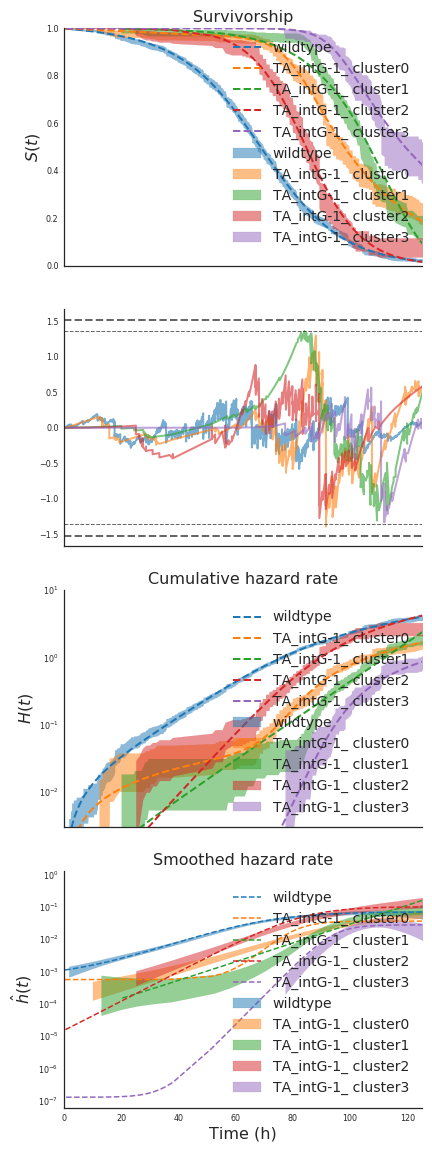 Survivorship
1.0
0.8
0.6
0.4
0.2
0.0
S(t)
wildtype
TA_intG-1_ cluster0
TA_intG-1_ cluster1
TA_intG-1_ cluster2
TA_intG-1_ cluster3
wildtype
TA_intG-1_ cluster0
TA_intG-1_ cluster1
TA_intG-1_ cluster2
TA_intG-1_ cluster3
1.5
1.0
0.5
0.0
−0.5
−1.0
−1.5
Cumulative hazard rate
10¹
10⁰
10⁻¹
10⁻²
H(t)
wildtype
TA_intG-1_ cluster0
TA_intG-1_ cluster1
TA_intG-1_ cluster2
TA_intG-1_ cluster3
wildtype
TA_intG-1_ cluster0
TA_intG-1_ cluster1
TA_intG-1_ cluster2
TA_intG-1_ cluster3
Smoothed hazard rate
10⁰
10⁻¹
10⁻²
10⁻³
10⁻⁴
10⁻⁵
10⁻⁶
10⁻⁷
ĥ(t)
wildtype
TA_intG-1_ cluster0
TA_intG-1_ cluster1
TA_intG-1_ cluster2
TA_intG-1_ cluster3
wildtype
TA_intG-1_ cluster0
TA_intG-1_ cluster1
TA_intG-1_ cluster2
TA_intG-1_ cluster3
0 20 40 60 80 100 120
Time (h)